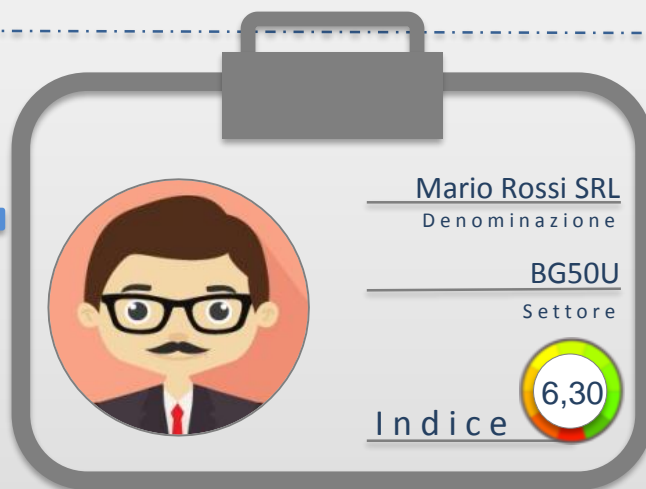 Mario Rossi SRL
Denominazione
BG50U
Settore
6,30
Indice